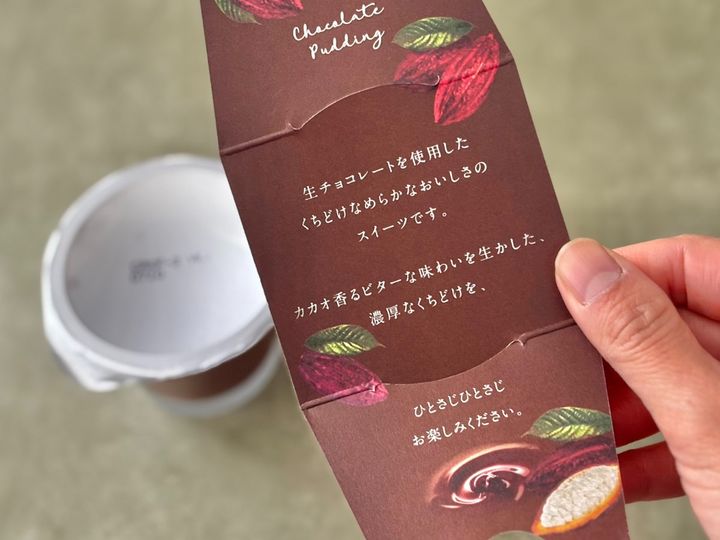 Chocolate
Pudding
生チョコレートを使用した
くちどけなめらかなおいしさの
スイーツです。
カカオ香るビターな味わいを生かした、
濃厚なくちどけを、
ひとさじひとさじ
お楽しみください。